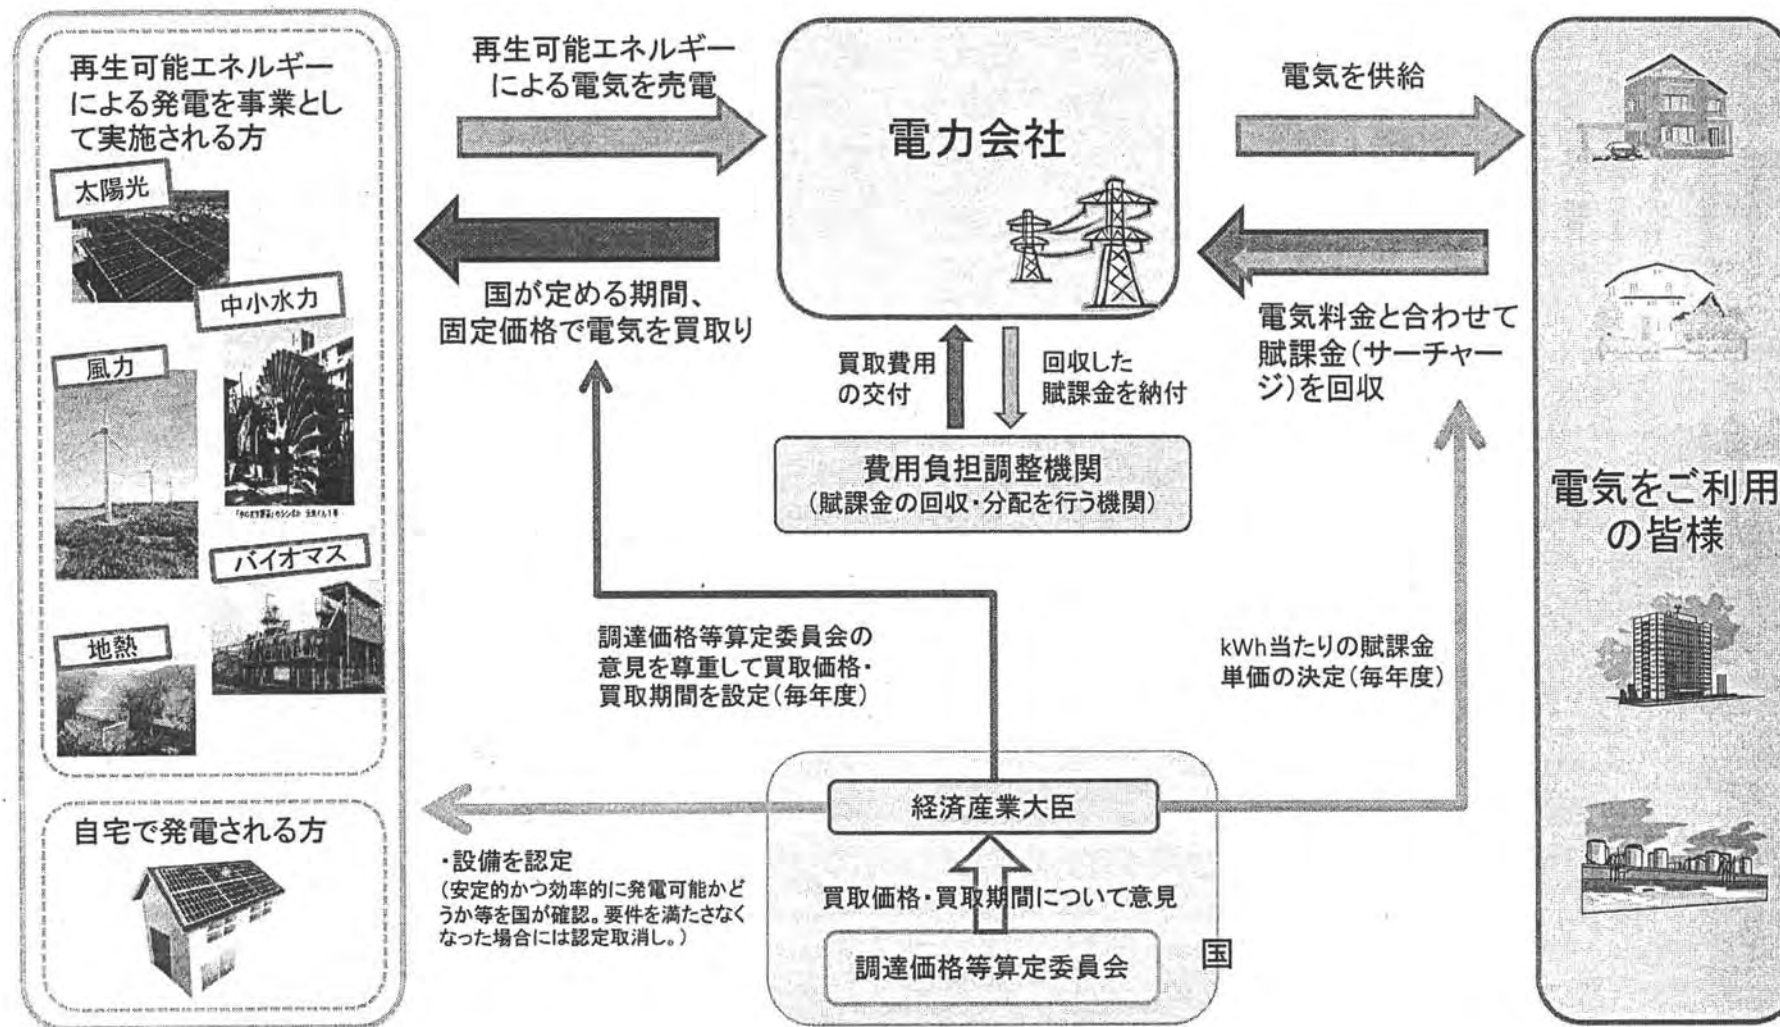 再生可能エネルギー
による発電を事業とし
て実施される方
太陽光
中小水力
風力
バイオマス
地熱
自宅で発電される方
再生可能エネルギー
による電気を売電
国が定める期間、
固定価格で電気を買取り
電力会社
買取費用
の交付
回収した
賦課金を納付
費用負担調整機関
(賦課金の回収・分配を行う機関)
電気を供給
電気料金と合わせて
賦課金(サーチャー
ジ)を回収
電気をご利用
の皆様
調達価格等算定委員会の
意見を尊重して買取価格・
買取期間を設定(毎年度)
kWh当たりの賦課金
単価の決定(毎年度)
経済産業大臣
・設備を認定
(安定的かつ効率的に発電可能かど
うか等を国が確認。要件を満たさなく
なった場合には認定取消し。)
買取価格・買取期間について意見
調達価格等算定委員会
国